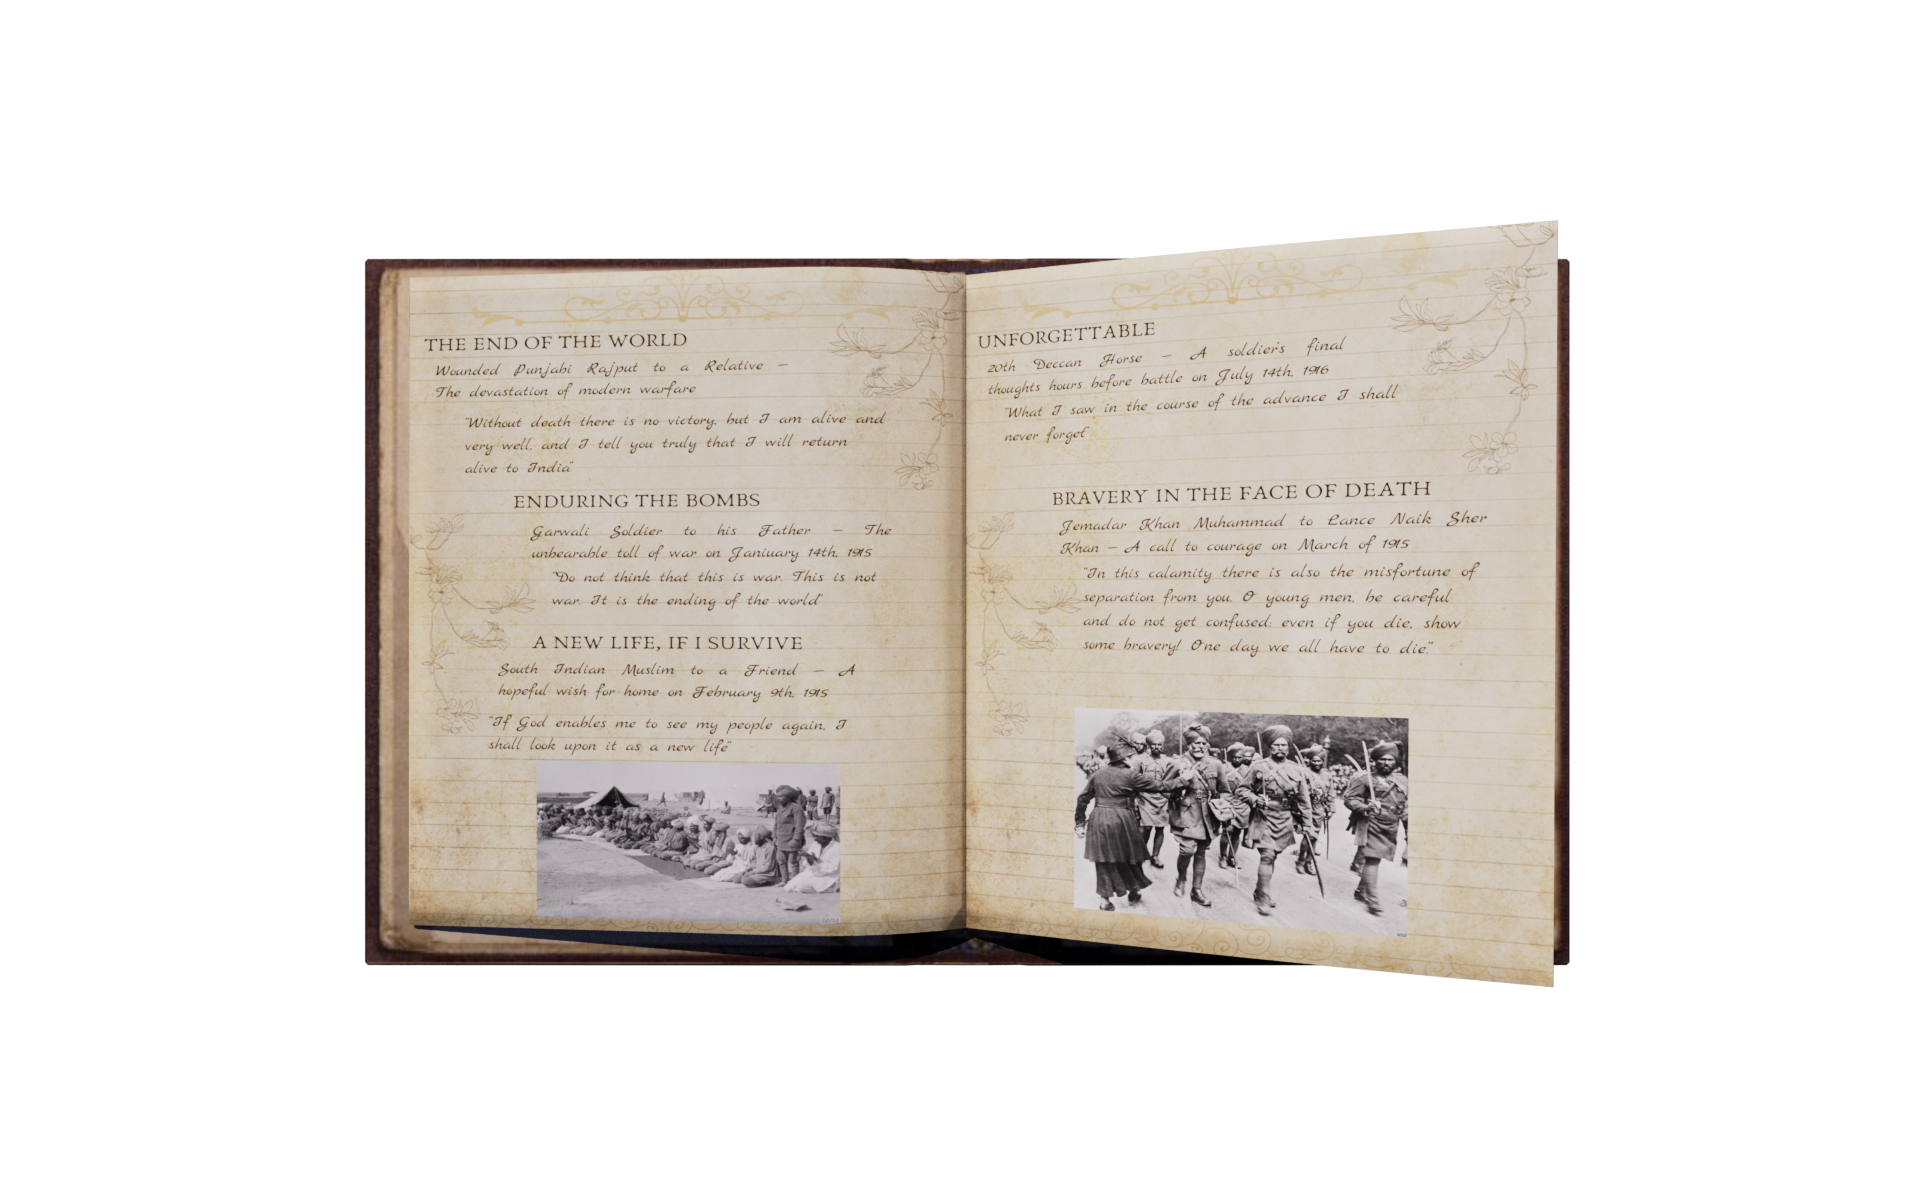 THE END OF THE WORLD
Wounded Punjabi Rajput to a Relative –
The devastation of modern warfare
"Without death there is no victory, but I am alive and
very well, and I tell you truly that I will return
alive to India"
ENDURING THE BOMBS
Garwali Soldier to his Father – The
unbearable toll of war on Janiuary 14th, 1915
"Do not think that this is war. This is not
war. It is the ending of the world"
A NEW LIFE, IF I SURVIVE
South Indian Muslim to a Friend – A
hopeful wish for home on February 9th, 1915
"If God enables me to see my people again, I
shall look upon it as a new life"
UNFORGETTABLE
20th Deccan Horse – A soldier's final
thoughts hours before battle on July 14th, 1916
"What I saw in the course of the advance I shall
never forget"
BRAVERY IN THE FACE OF DEATH
Jemadar Khan Muhammad to Lance Naik Sher
Khan – A call to courage on March of 1915
"In this calamity there is also the misfortune of
separation from you. O young men, be careful
and do not get confused; even if you die, show
some bravery! One day we all have to die."